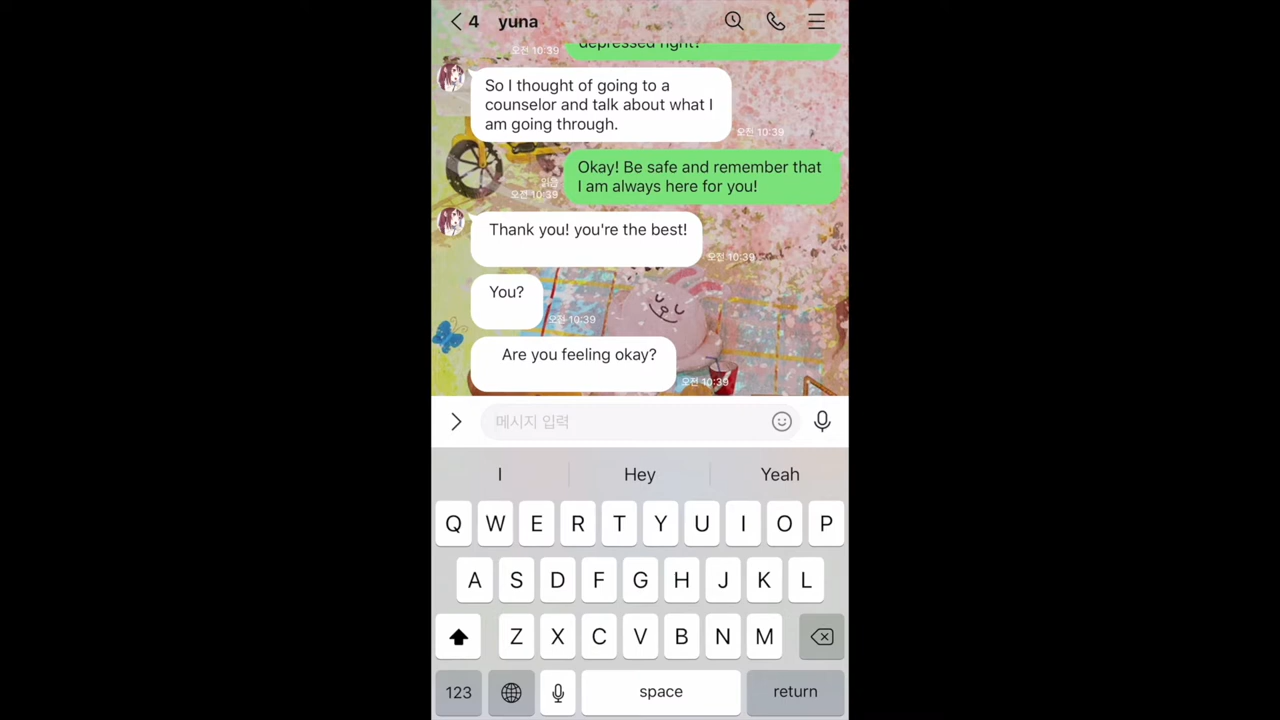 4 yuna
depressed right?
오전 10:39
So I thought of going to a
counselor and talk about what I
am going through.
오전 10:39
Okay! Be safe and remember that
I am always here for you!
읽음
오전 10:39
Thank you! you're the best!
오전 10:39
You?
오전 10:39
Are you feeling okay?
오전 10:39
메시지 입력
I Hey Yeah
Q W E R T Y U I O P
A S D F G H J K L
Z X C V B N M
123 space return